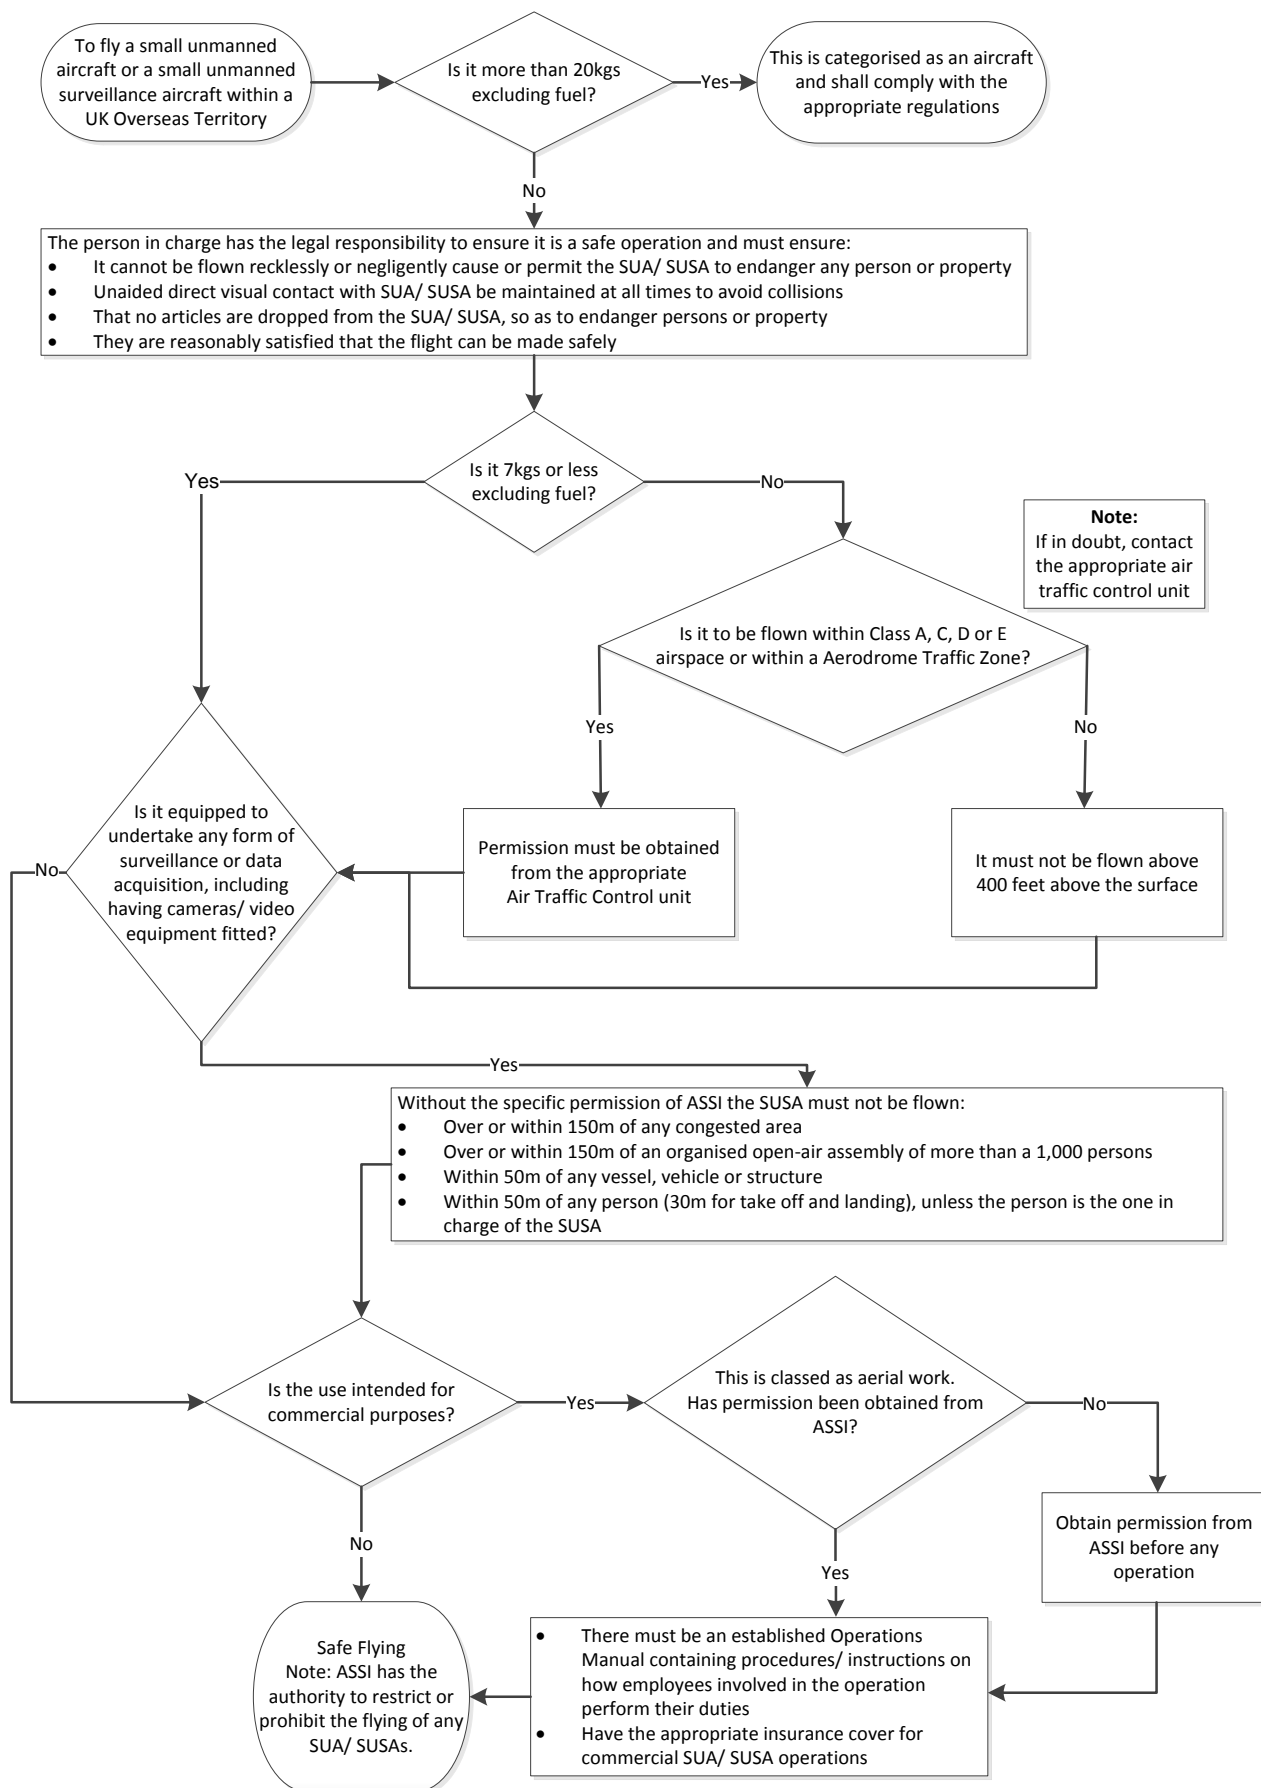 To fly a small unmanned
aircraft or a small unmanned
surveillance aircraft within a
UK Overseas Territory
Is it more than 20kgs
excluding fuel?
Yes
This is categorised as an aircraft
and shall comply with the
appropriate regulations
No
The person in charge has the legal responsibility to ensure it is a safe operation and must ensure:
• It cannot be flown recklessly or negligently cause or permit the SUA/ SUSA to endanger any person or property
• Unaided direct visual contact with SUA/ SUSA be maintained at all times to avoid collisions
• That no articles are dropped from the SUA/ SUSA, so as to endanger persons or property
• They are reasonably satisfied that the flight can be made safely
Is it 7kgs or less
excluding fuel?
Yes
No
Note:
If in doubt, contact
the appropriate air
traffic control unit
Is it to be flown within Class A, C, D or E
airspace or within a Aerodrome Traffic Zone?
Yes
No
Permission must be obtained
from the appropriate
Air Traffic Control unit
It must not be flown above
400 feet above the surface
Is it equipped to
undertake any form of
surveillance or data
acquisition, including
having cameras/ video
equipment fitted?
No
Yes
Without the specific permission of ASSI the SUSA must not be flown:
• Over or within 150m of any congested area
• Over or within 150m of an organised open-air assembly of more than a 1,000 persons
• Within 50m of any vessel, vehicle or structure
• Within 50m of any person (30m for take off and landing), unless the person is the one in
charge of the SUSA
Is the use intended for
commercial purposes?
Yes
This is classed as aerial work.
Has permission been obtained from
ASSI?
No
Obtain permission from
ASSI before any
operation
No
Yes
Safe Flying
Note: ASSI has the
authority to restrict or
prohibit the flying of any
SUA/ SUSAs.
• There must be an established Operations
Manual containing procedures/ instructions on
how employees involved in the operation
perform their duties
• Have the appropriate insurance cover for
commercial SUA/ SUSA operations